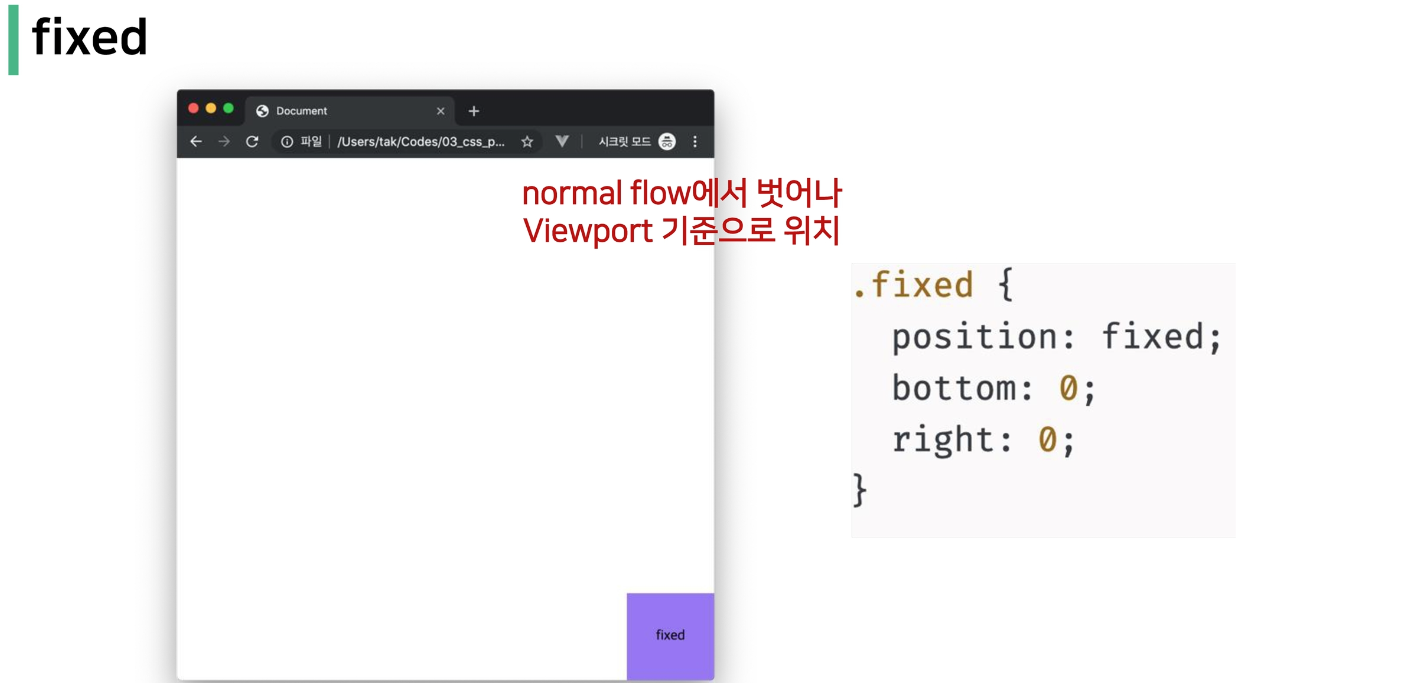 fixed
Document
파일 | /Users/tak/Codes/03_css_p... 시크릿 모드
normal flow에서 벗어나
Viewport 기준으로 위치
.fixed {
position: fixed;
bottom: 0;
right: 0;
}
fixed